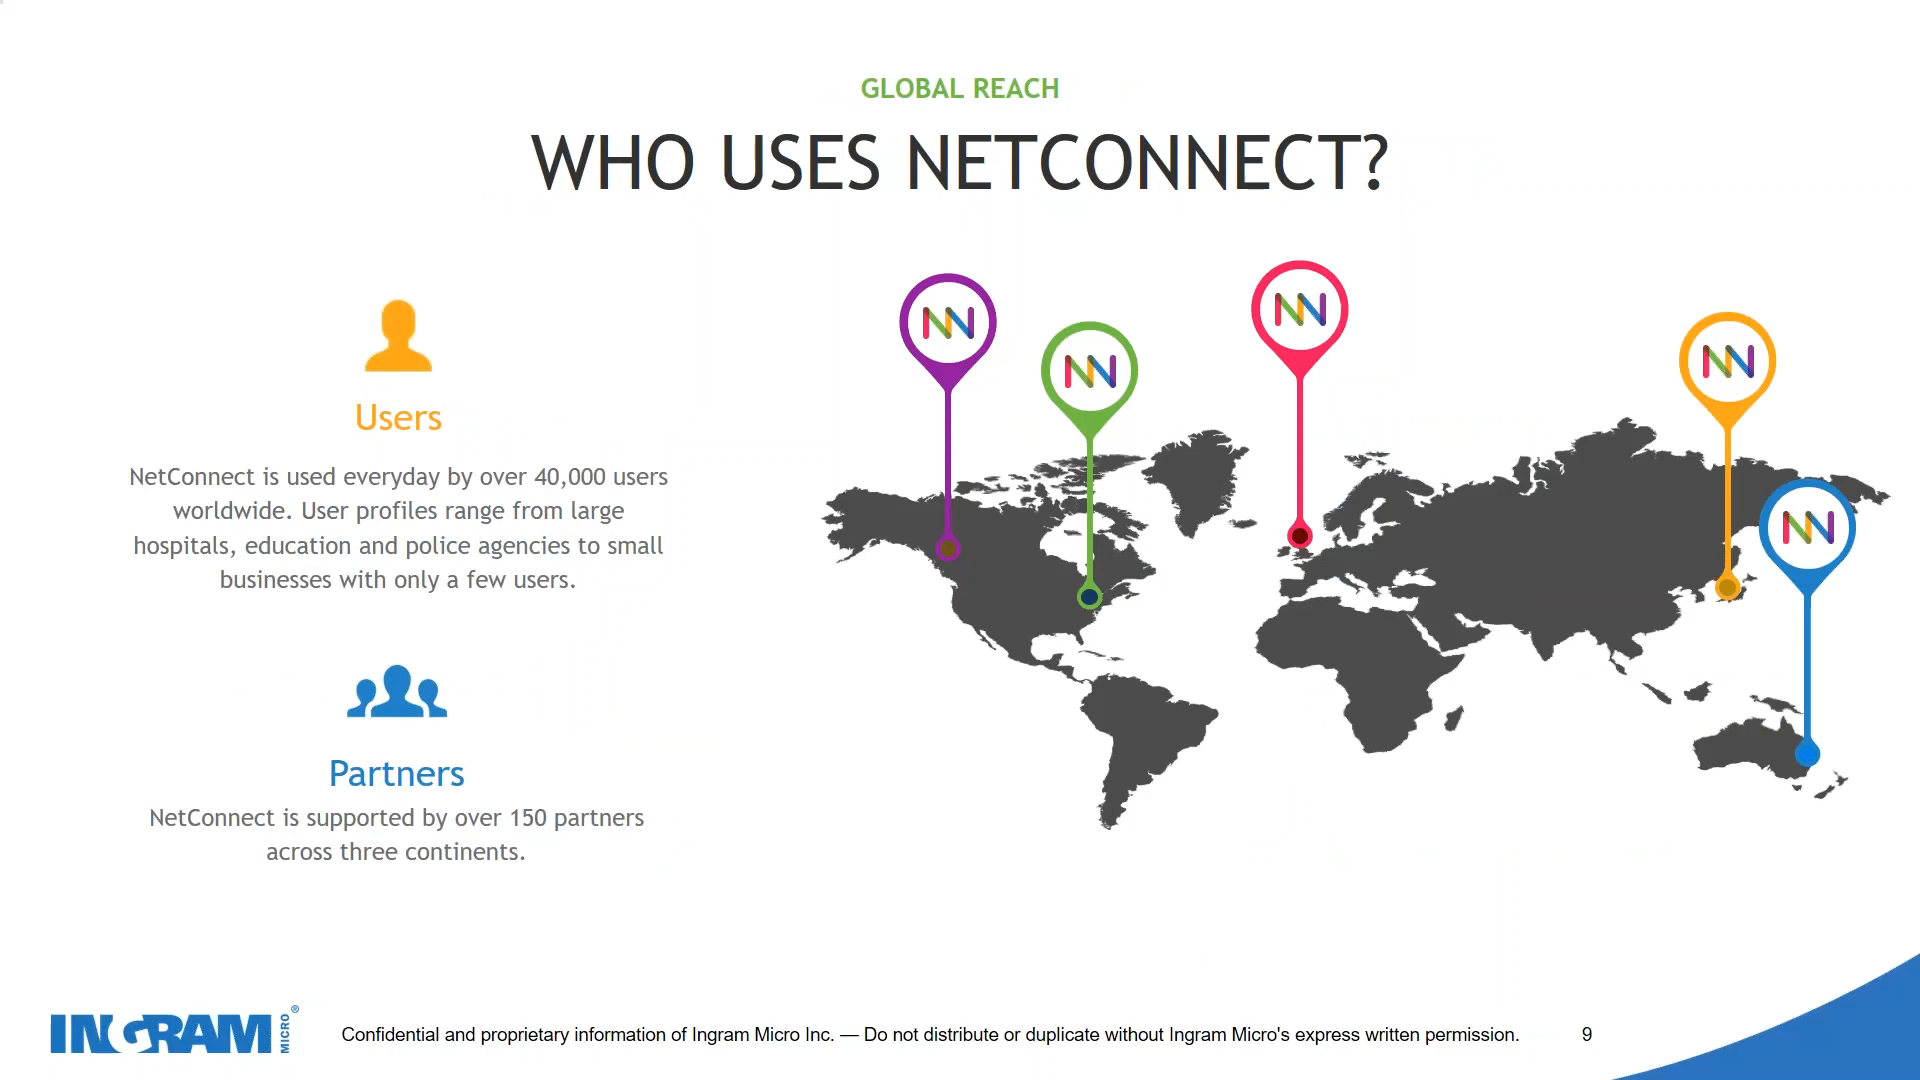 GLOBAL REACH
WHO USES NETCONNECT?
Users
NetConnect is used everyday by over 40,000 users
worldwide. User profiles range from large
hospitals, education and police agencies to small
businesses with only a few users.
Partners
NetConnect is supported by over 150 partners
across three continents.
INGRAM MICRO®
Confidential and proprietary information of Ingram Micro Inc. — Do not distribute or duplicate without Ingram Micro's express written permission.
9